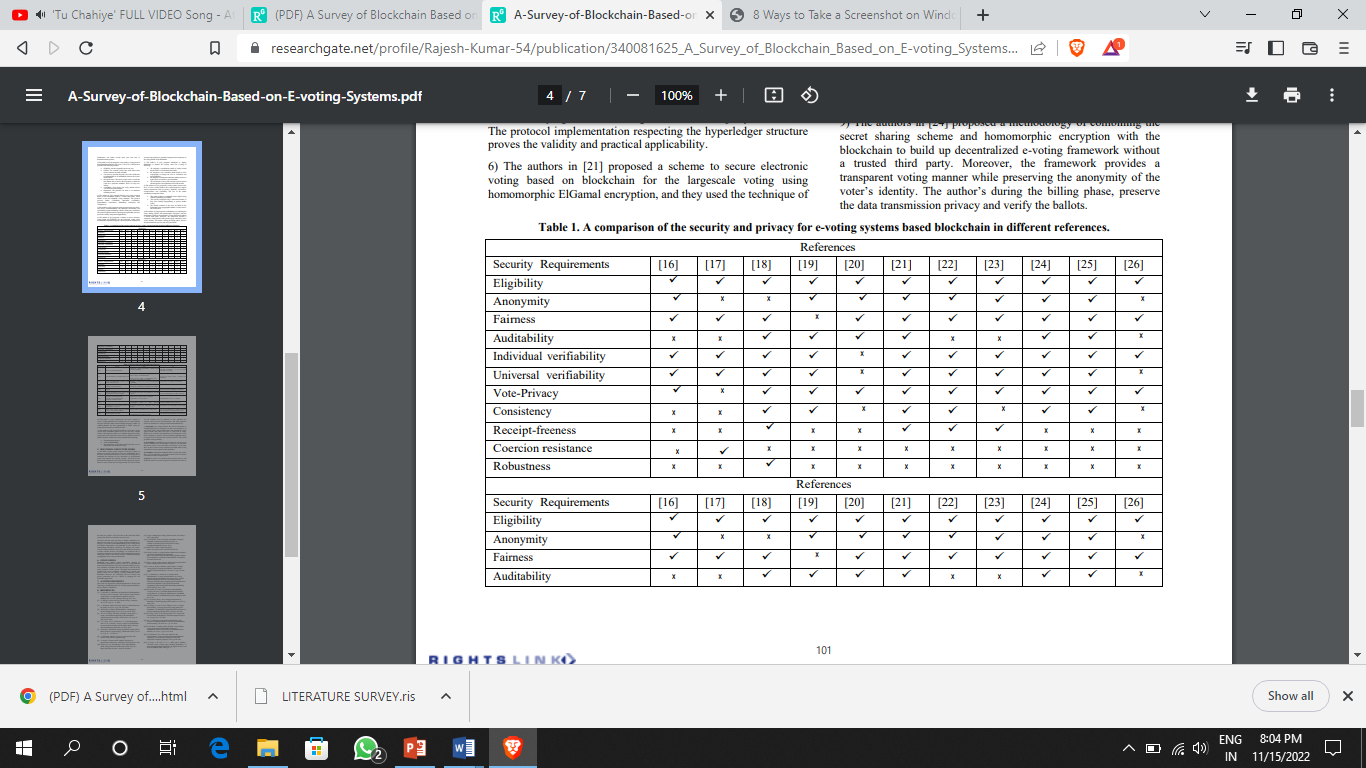 'Tu Chahiye' FULL VIDEO Song - A
(PDF) A Survey of Blockchain Based on
A-Survey-of-Blockchain-Based-or
8 Ways to Take a Screenshot on Wind
researchgate.net/profile/Rajesh-Kumar-54/publication/340081625_A_Survey_of_Blockchain_Based_on_E-voting_Systems...
1
A-Survey-of-Blockchain-Based-on-E-voting-Systems.pdf
4 / 7
100%
4
5
The protocol implementation respecting the hyperledger structure
proves the validity and practical applicability.
6) The authors in [21] proposed a scheme to secure electronic
voting based on blockchain for the largescale voting using
homomorphic ElGamal encryption, and they used the technique of
9) The authors in [24] proposed a methodology of combining the
secret sharing scheme and homomorphic encryption with the
blockchain to build up decentralized e-voting framework without
a trusted third party. Moreover, the framework provides a
transparent voting manner while preserving the anonymity of the
voter's identity. The author's during the billing phase, preserve
the data transmission privacy and verify the ballots.
Table 1. A comparison of the security and privacy for e-voting systems based blockchain in different references.
References
Security Requirements [16] [17] [18] [19] [20] [21] [22] [23] [24] [25] [26]
Eligibility ✓ ✓ ✓ ✓ ✓ ✓ ✓ ✓ ✓ ✓ ✓
Anonymity ✓ x x ✓ ✓ ✓ ✓ ✓ ✓ ✓ x
Fairness ✓ ✓ ✓ x ✓ ✓ ✓ ✓ ✓ ✓ ✓
Auditability x x ✓ ✓ ✓ ✓ x x ✓ ✓ x
Individual verifiability ✓ ✓ ✓ ✓ x ✓ ✓ ✓ ✓ ✓ ✓
Universal verifiability ✓ ✓ ✓ ✓ x ✓ ✓ ✓ ✓ ✓ x
Vote-Privacy ✓ x ✓ ✓ ✓ ✓ ✓ ✓ ✓ ✓ ✓
Consistency x x ✓ ✓ x ✓ ✓ x ✓ ✓ x
Receipt-freeness x x ✓ x x ✓ ✓ ✓ x x x
Coercion resistance x ✓ x x x x x x x x x
Robustness x x ✓ x x x x x x x x
References
Security Requirements [16] [17] [18] [19] [20] [21] [22] [23] [24] [25] [26]
Eligibility ✓ ✓ ✓ ✓ ✓ ✓ ✓ ✓ ✓ ✓ ✓
Anonymity ✓ x x ✓ ✓ ✓ ✓ ✓ ✓ ✓ x
Fairness ✓ ✓ ✓ x ✓ ✓ ✓ ✓ ✓ ✓ ✓
Auditability x x ✓ ✓ ✓ ✓ x x ✓ ✓ x
101
RIGHTSLINK
(PDF) A Survey of....html
LITERATURE SURVEY.ris
Show all
2
ENG
IN
8:04 PM
11/15/2022